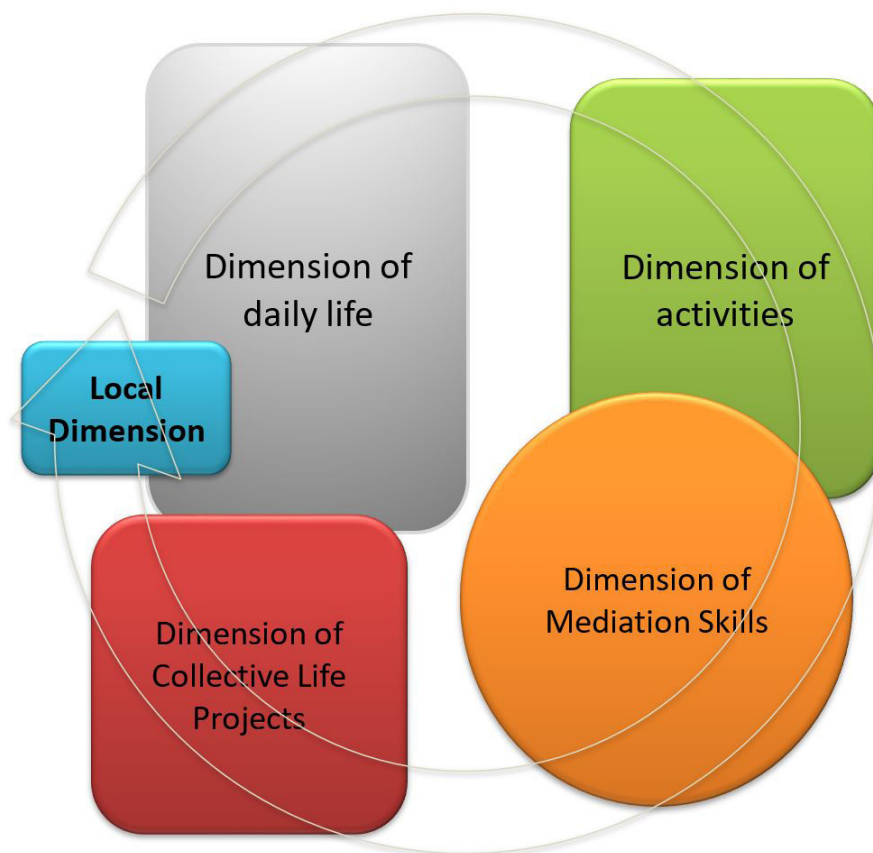 Dimension of
daily life
Dimension of
activities
Local
Dimension
Dimension of
Mediation Skills
Dimension of
Collective Life
Projects